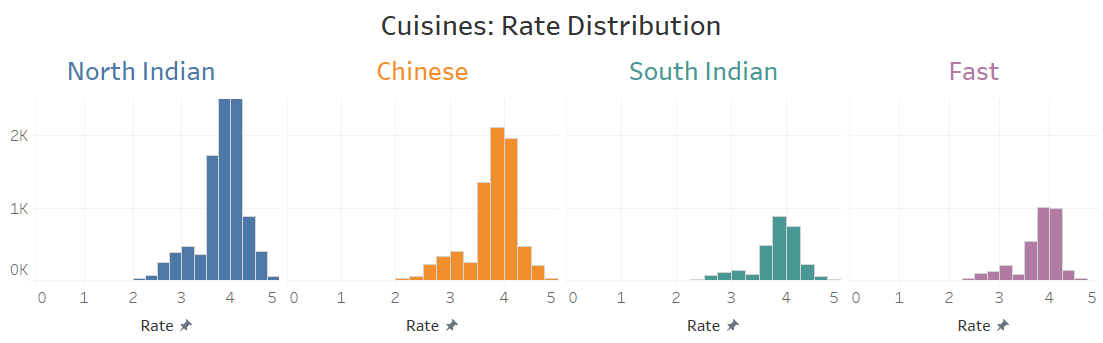 Cuisines: Rate Distribution
North Indian Chinese South Indian Fast
2K
1K
0K
0 1 2 3 4 5 0 1 2 3 4 5 0 1 2 3 4 5 0 1 2 3 4 5
Rate Rate Rate Rate